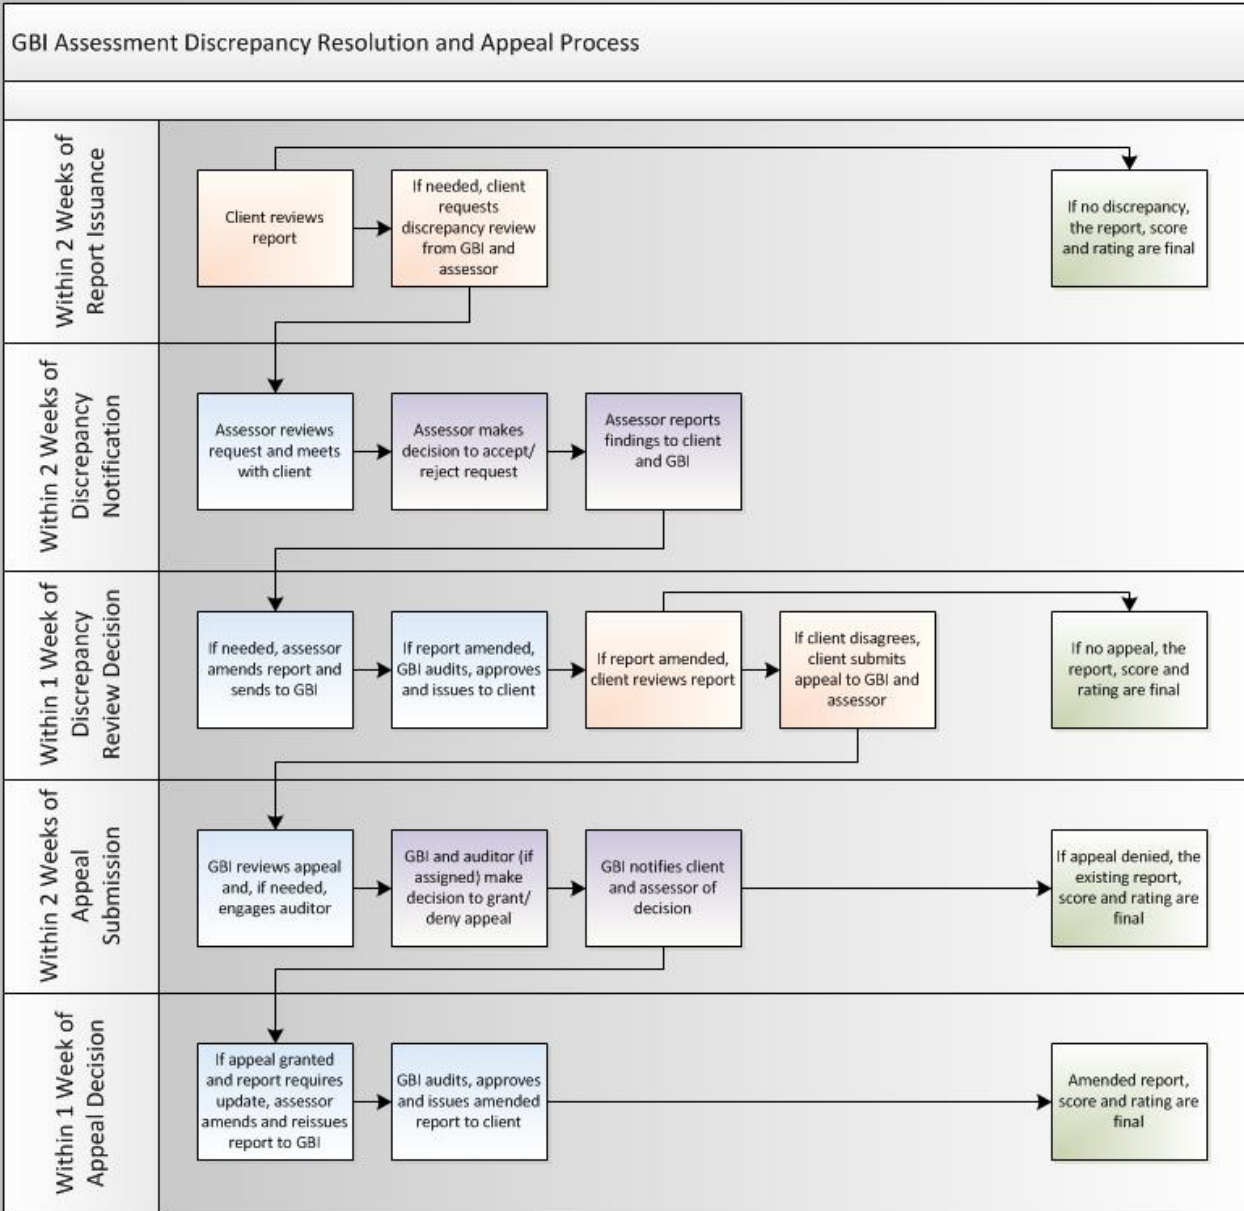 GBI Assessment Discrepancy Resolution and Appeal Process
Within 2 Weeks of
Report Issuance
Client reviews
report
If needed, client
requests
discrepancy review
from GBI and
assessor
If no discrepancy,
the report, score
and rating are final
Within 2 Weeks of
Discrepancy
Notification
Assessor reviews
request and meets
with client
Assessor makes
decision to accept/
reject request
Assessor reports
findings to client
and GBI
Within 1 Week of
Discrepancy
Review Decision
If needed, assessor
amends report and
sends to GBI
If report amended,
GBI audits, approves
and issues to client
If report amended,
client reviews report
If client disagrees,
client submits
appeal to GBI and
assessor
If no appeal, the
report, score and
rating are final
Within 2 Weeks of
Appeal
Submission
GBI reviews appeal
and, if needed,
engages auditor
GBI and auditor (if
assigned) make
decision to grant/
deny appeal
GBI notifies client
and assessor of
decision
If appeal denied, the
existing report,
score and rating are
final
Within 1 Week of
Appeal Decision
If appeal granted
and report requires
update, assessor
amends and reissues
report to GBI
GBI audits, approves
and issues amended
report to client
Amended report,
score and rating are
final